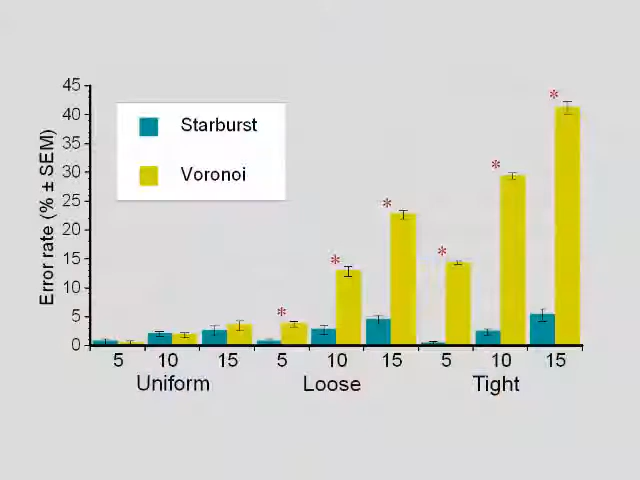 45
40
35
30
25
20
15
10
5
0
Error rate (% ± SEM)
Starburst
Voronoi
* * * * * *
5 10 15 5 10 15 5 10 15
Uniform Loose Tight